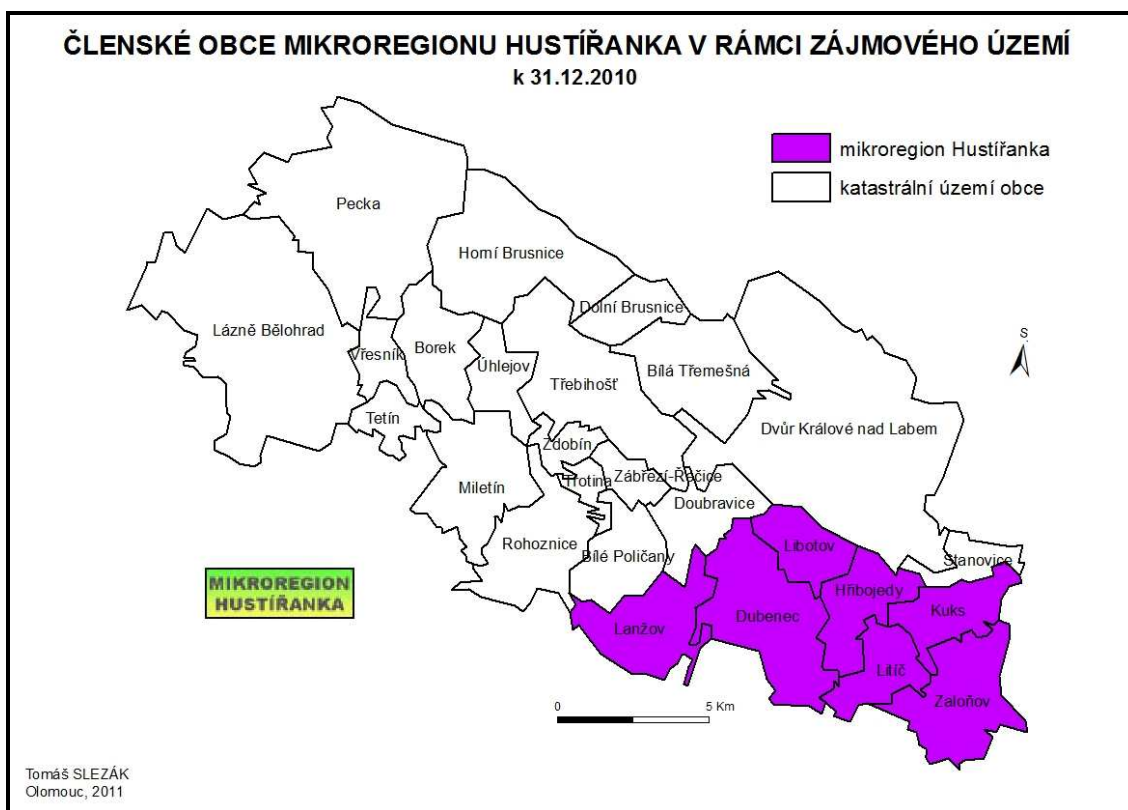 ČLENSKÉ OBCE MIKROREGIONU HUSTÍŘANKA V RÁMCI ZÁJMOVÉHO ÚZEMÍ
k 31.12.2010
mikroregion Hustířanka
katastrální území obce
Pecka
Horní Brusnice
Dolní Brusnice
Lázně Bělohrad
Vřesník
Borek
Úhlejov
Třebihošť
Bílá Třemešná
S
Tetín
Dvůr Králové nad Labem
Zdobín
Miletín
Trotina
Zábřezí-Řečice
Doubravice
Rohoznice
Bílé Poličany
Libotov
Stanovice
MIKROREGION
HUSTÍŘANKA
Hřibojedy
Lanžov
Dubenec
Kuks
Litíč
Zaloňov
0 5 Km
Tomáš SLEZÁK
Olomouc, 2011